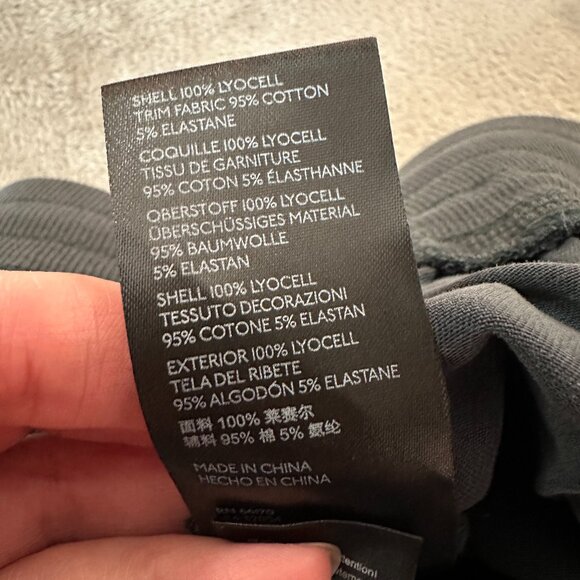 SHELL 100% LYOCELL
TRIM FABRIC 95% COTTON
5% ELASTANE
COQUILLE 100% LYOCELL
TISSU DE GARNITURE
95% COTON 5% ÉLASTHANNE
OBERSTOFF 100% LYOCELL
ÜBERSCHÜSSIGES MATERIAL
95% BAUMWOLLE
5% ELASTAN
SHELL 100% LYOCELL
TESSUTO DECORAZIONI
95% COTONE 5% ELASTAN
EXTERIOR 100% LYOCELL
TELA DEL RIBETE
95% ALGODÓN 5% ELASTANE
面料 100% 莱赛尔
辅料 95% 棉 5% 氨纶
MADE IN CHINA
HECHO EN CHINA